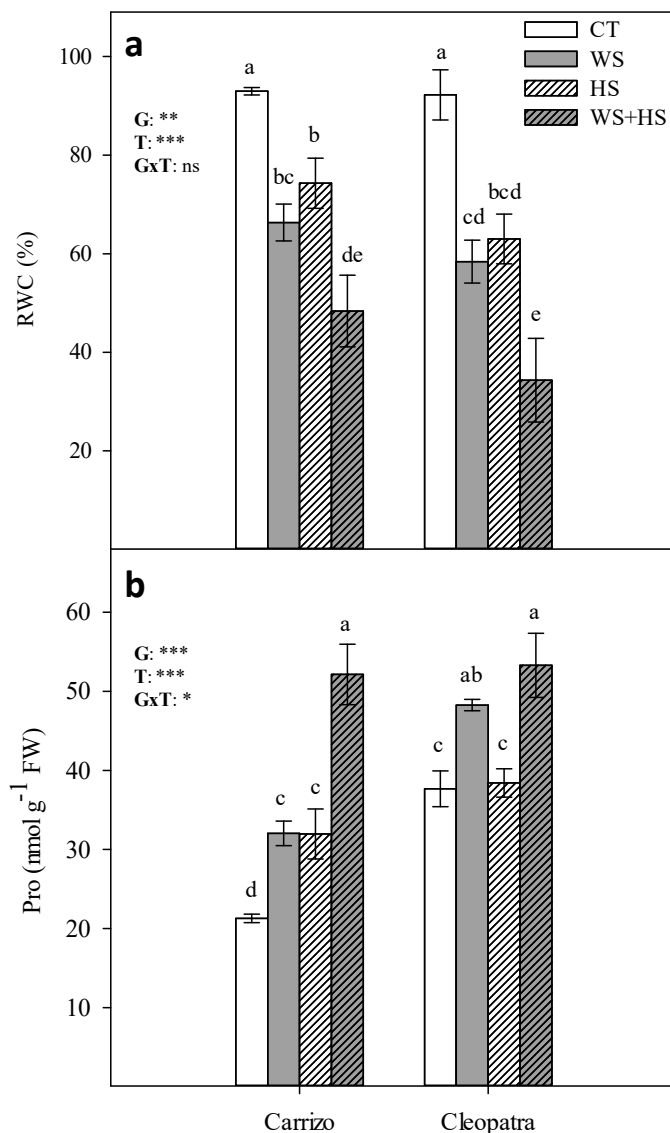 a
CT
WS
HS
WS+HS
G: **
T: ***
GxT: ns
RWC (%)
100
80
60
40
20
a
bc
b
de
a
cd
bcd
e
b
G: ***
T: ***
GxT: *
Pro (nmol g⁻¹ FW)
60
50
40
30
20
10
d
c
c
a
c
ab
c
a
Carrizo
Cleopatra